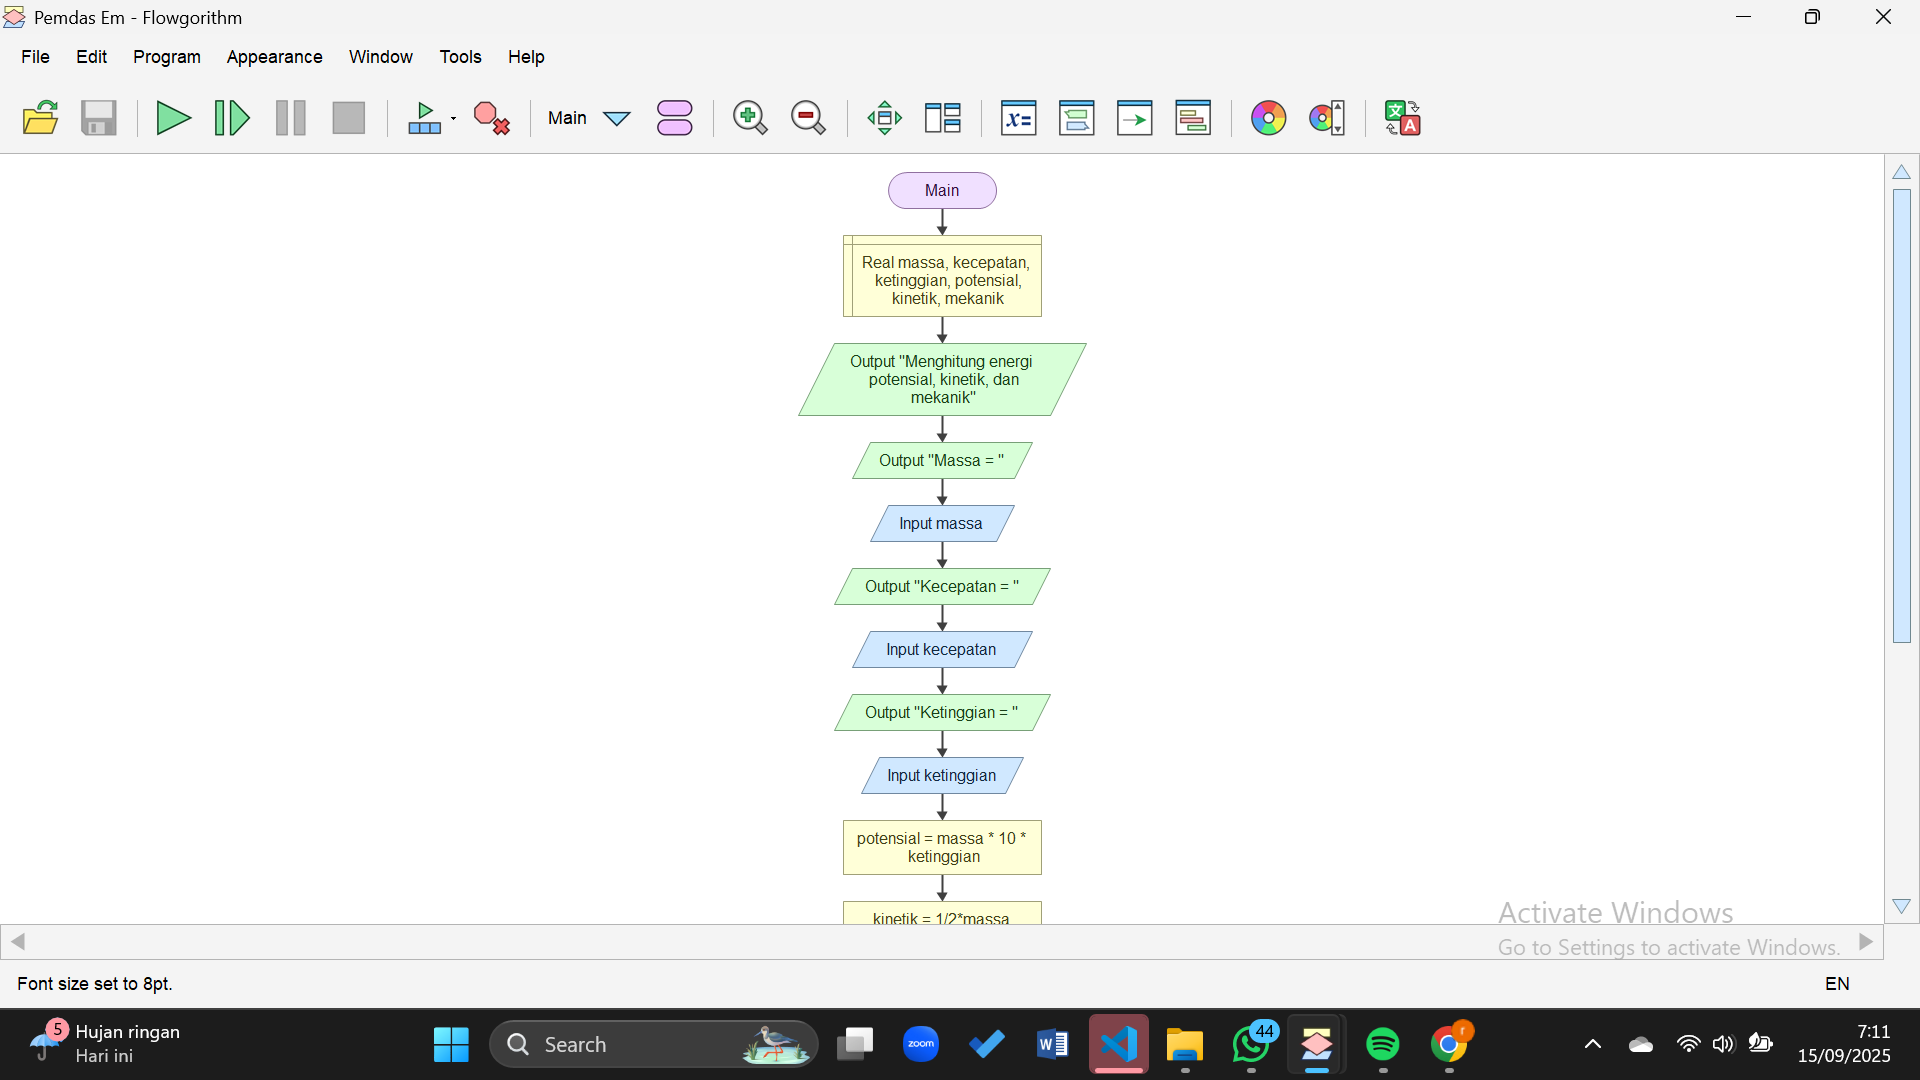 Pemdas Em - Flowgorithm
File Edit Program Appearance Window Tools Help
Main
x=
A
Main
Real massa, kecepatan,
ketinggian, potensial,
kinetik, mekanik
Output "Menghitung energi
potensial, kinetik, dan
mekanik"
Output "Massa = "
Input massa
Output "Kecepatan = "
Input kecepatan
Output "Ketinggian = "
Input ketinggian
potensial = massa * 10 *
ketinggian
kinetik = 1/2*massa
Activate Windows
Go to Settings to activate Windows.
Font size set to 8pt.
EN
5
Hujan ringan
Hari ini
Search
zoom
W
44
r
7:11
15/09/2025